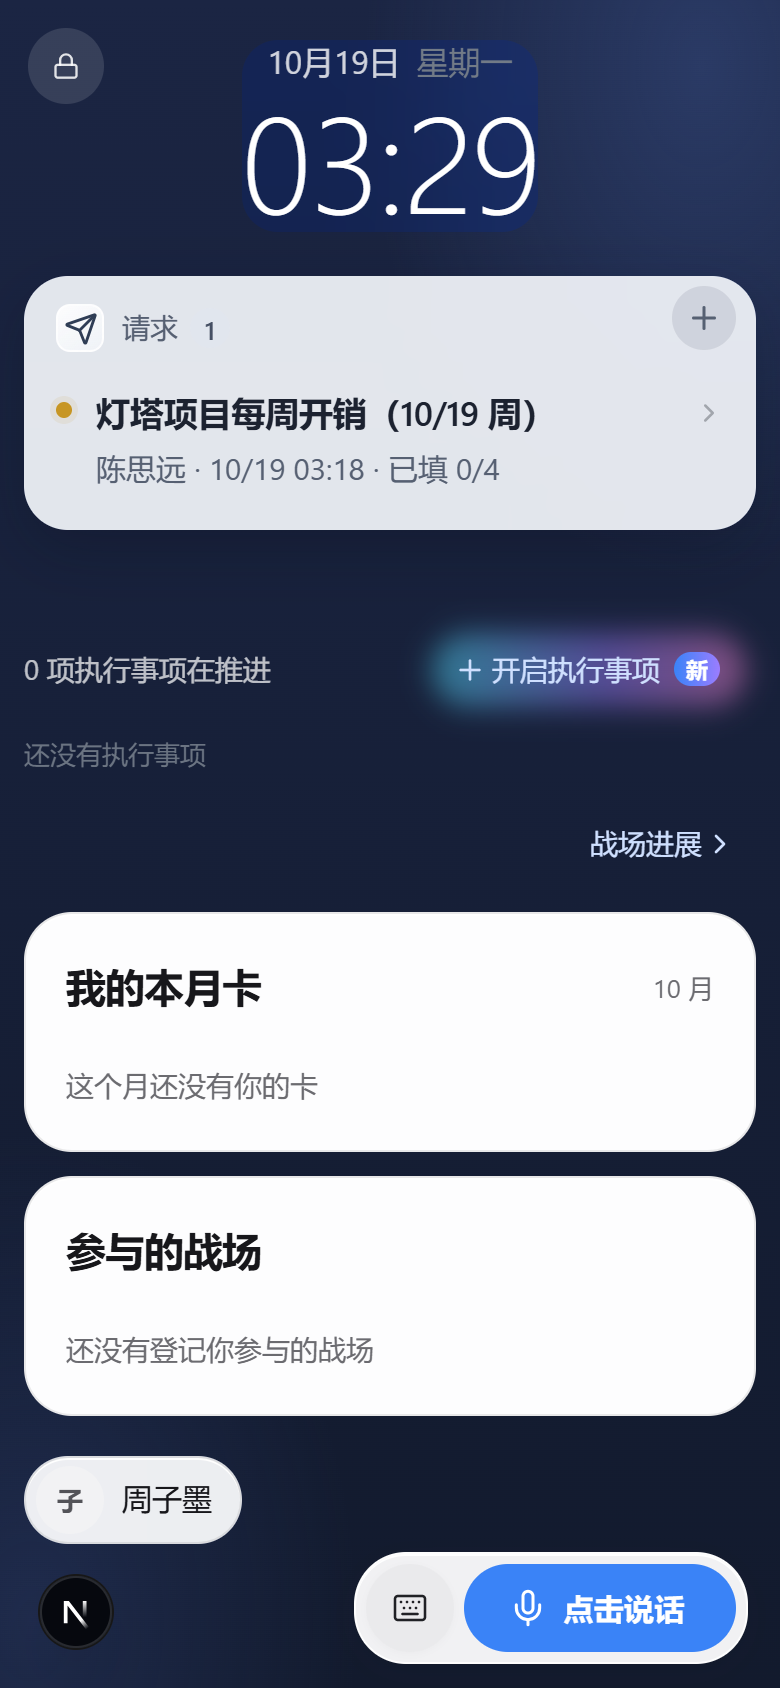 10月19日 星期一
03:29
请求 1
灯塔项目每周开销（10/19 周）
陈思远 · 10/19 03:18 · 已填 0/4
0 项执行事项在推进
开启执行事项 新
还没有执行事项
战场进展
我的本月卡
10 月
这个月还没有你的卡
参与的战场
还没有登记你参与的战场
子 周子墨
N
点击说话